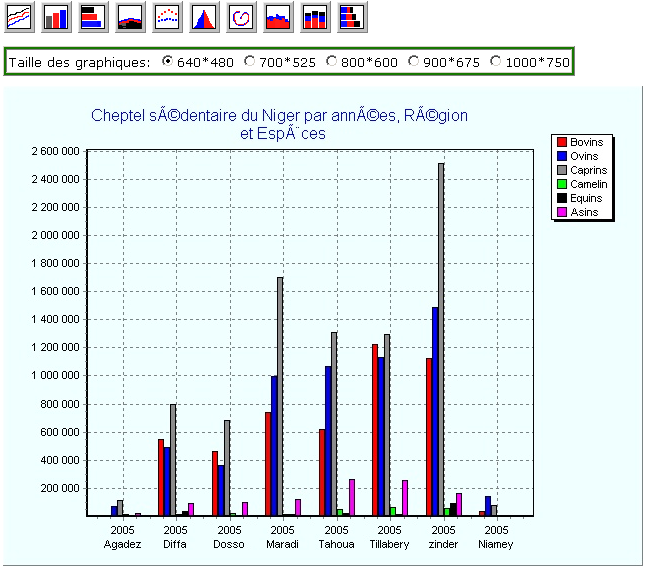 Taille des graphiques: 640*480 700*525 800*600 900*675 1000*750
Cheptel sÃ©dentaire du Niger par annÃ©es, RÃ©gion
et EspÃ¨ces
2 600 000
2 400 000
2 200 000
2 000 000
1 800 000
1 600 000
1 400 000
1 200 000
1 000 000
800 000
600 000
400 000
200 000
2005 2005 2005 2005 2005 2005 2005 2005
Agadez Diffa Dosso Maradi Tahoua Tillabery zinder Niamey
Bovins
Ovins
Caprins
Camelin
Equins
Asins